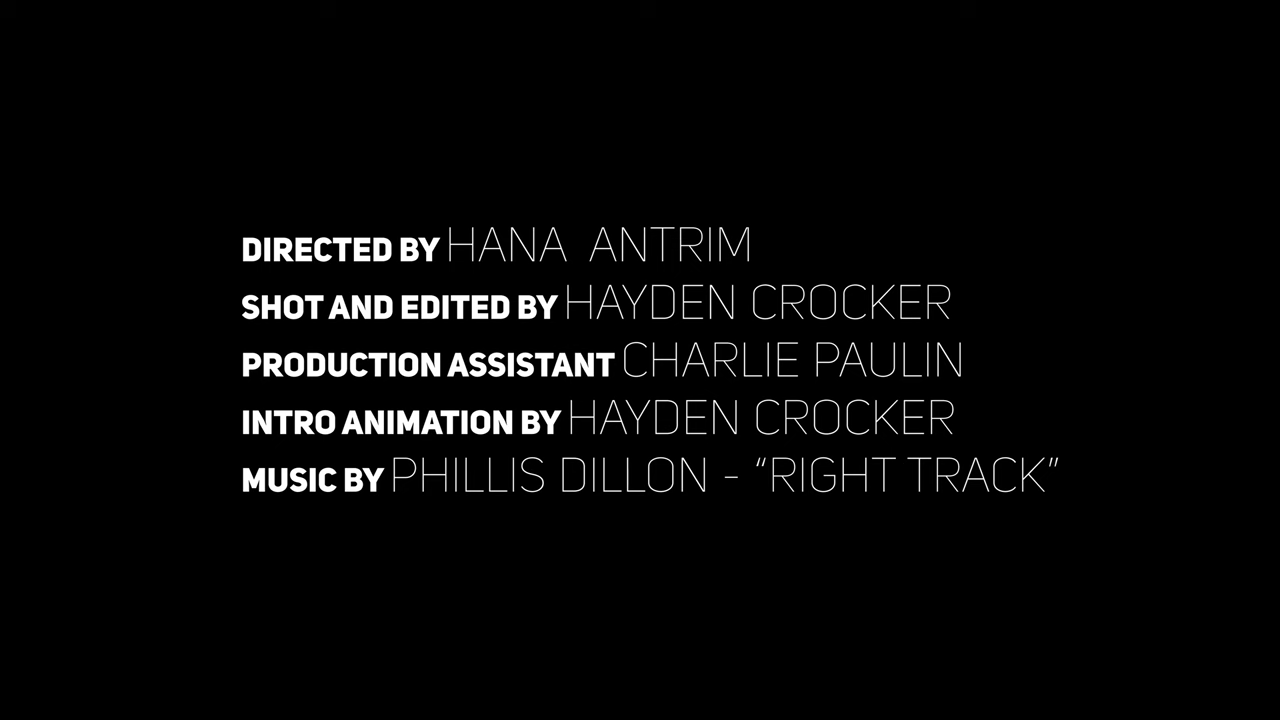 DIRECTED BY HANA ANTRIM
SHOT AND EDITED BY HAYDEN CROCKER
PRODUCTION ASSISTANT CHARLIE PAULIN
INTRO ANIMATION BY HAYDEN CROCKER
MUSIC BY PHILLIS DILLON - “RIGHT TRACK”